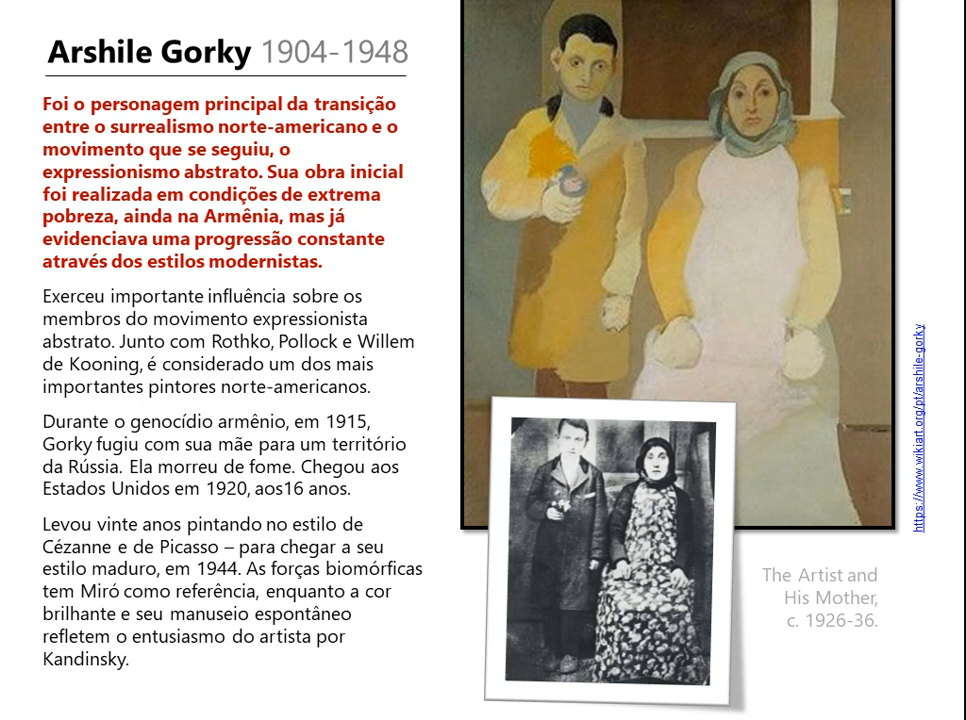 Arshile Gorky 1904-1948
Foi o personagem principal da transição
entre o surrealismo norte-americano e o
movimento que se seguiu, o
expressionismo abstrato. Sua obra inicial
foi realizada em condições de extrema
pobreza, ainda na Armênia, mas já
evidenciava uma progressão constante
através dos estilos modernistas.
Exerceu importante influência sobre os
membros do movimento expressionista
abstrato. Junto com Rothko, Pollock e Willem
de Kooning, é considerado um dos mais
importantes pintores norte-americanos.
Durante o genocídio armênio, em 1915,
Gorky fugiu com sua mãe para um território
da Rússia. Ela morreu de fome. Chegou aos
Estados Unidos em 1920, aos16 anos.
Levou vinte anos pintando no estilo de
Cézanne e de Picasso – para chegar a seu
estilo maduro, em 1944. As forças biomórficas
tem Miró como referência, enquanto a cor
brilhante e seu manuseio espontâneo
refletem o entusiasmo do artista por
Kandinsky.
The Artist and
His Mother,
c. 1926-36.
https://www.wikiart.org/pt/arshile-gorky